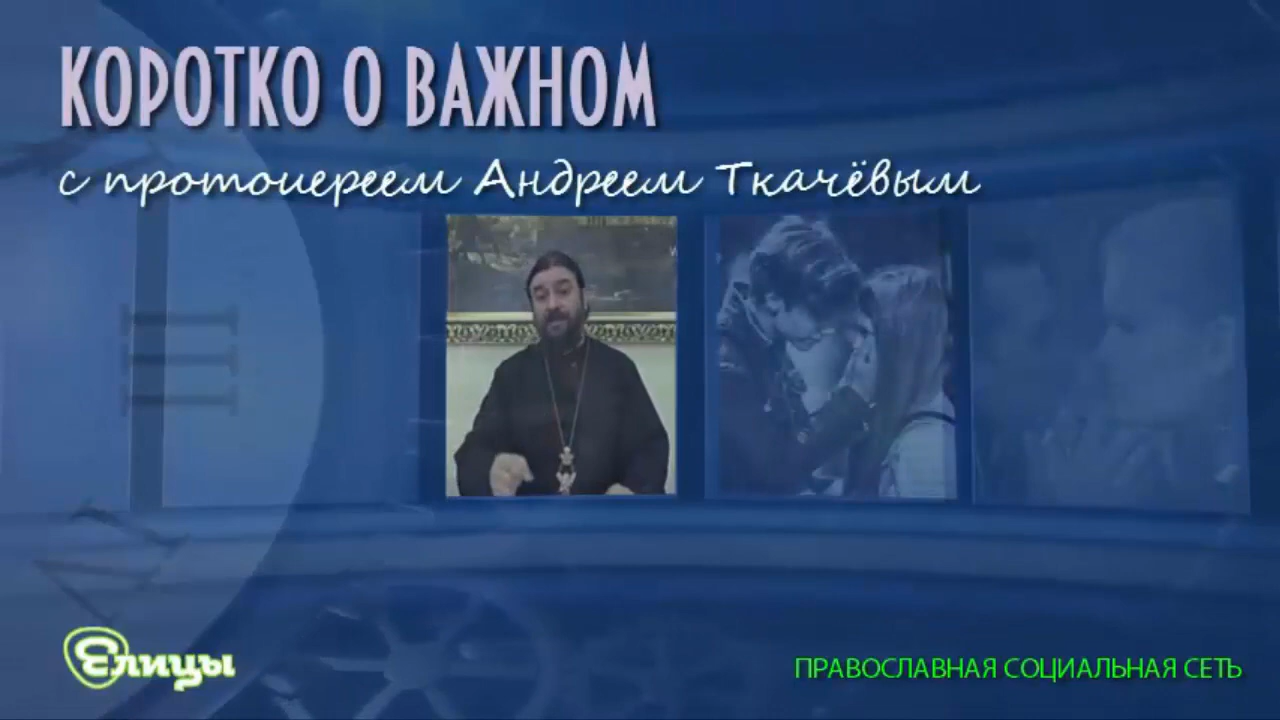 КОРОТКО О ВАЖНОМ
с протоиереем Андреем Ткачёвым
Елицы
ПРАВОСЛАВНАЯ СОЦИАЛЬНАЯ СЕТЬ